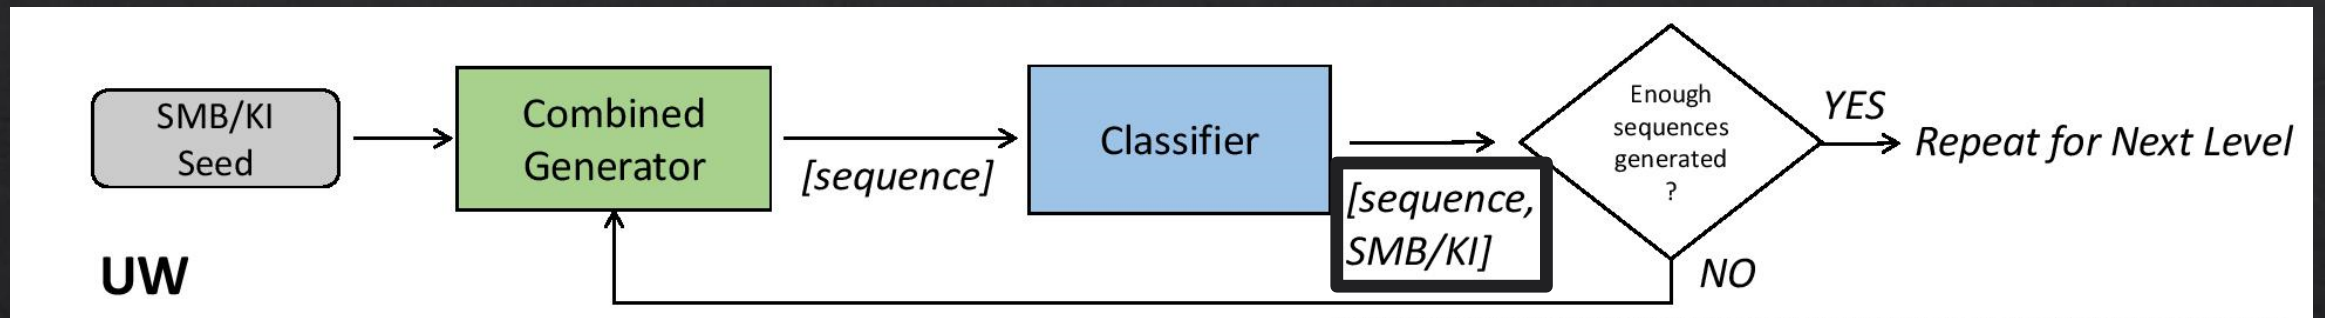 SMB/KI
Seed
Combined
Generator
[sequence]
Classifier
[sequence,
SMB/KI]
Enough
sequences
generated
?
YES
Repeat for Next Level
NO
UW